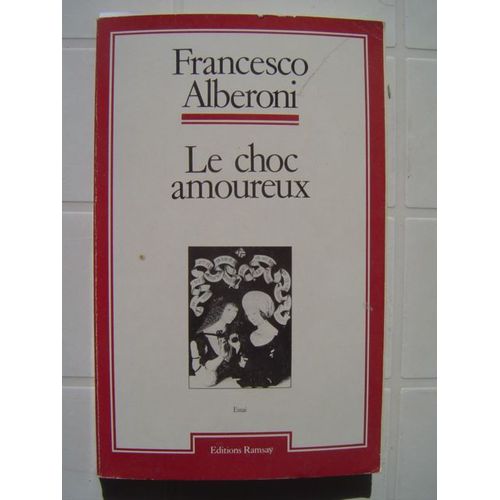 Francesco
Alberoni
Le choc
amoureux
Essai
Editions Ramsay